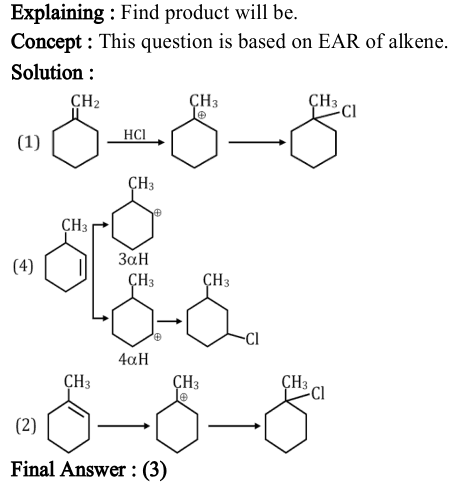 Explaining : Find product will be.
Concept : This question is based on EAR of alkene.
Solution :
CH₂ CH₃ CH₃
(1) HCl ⊕ Cl
CH₃
⊕
CH₃
3αH
(4) CH₃ CH₃
⊕ Cl
4αH
CH₃ CH₃ CH₃
(2) ⊕ Cl
Final Answer : (3)